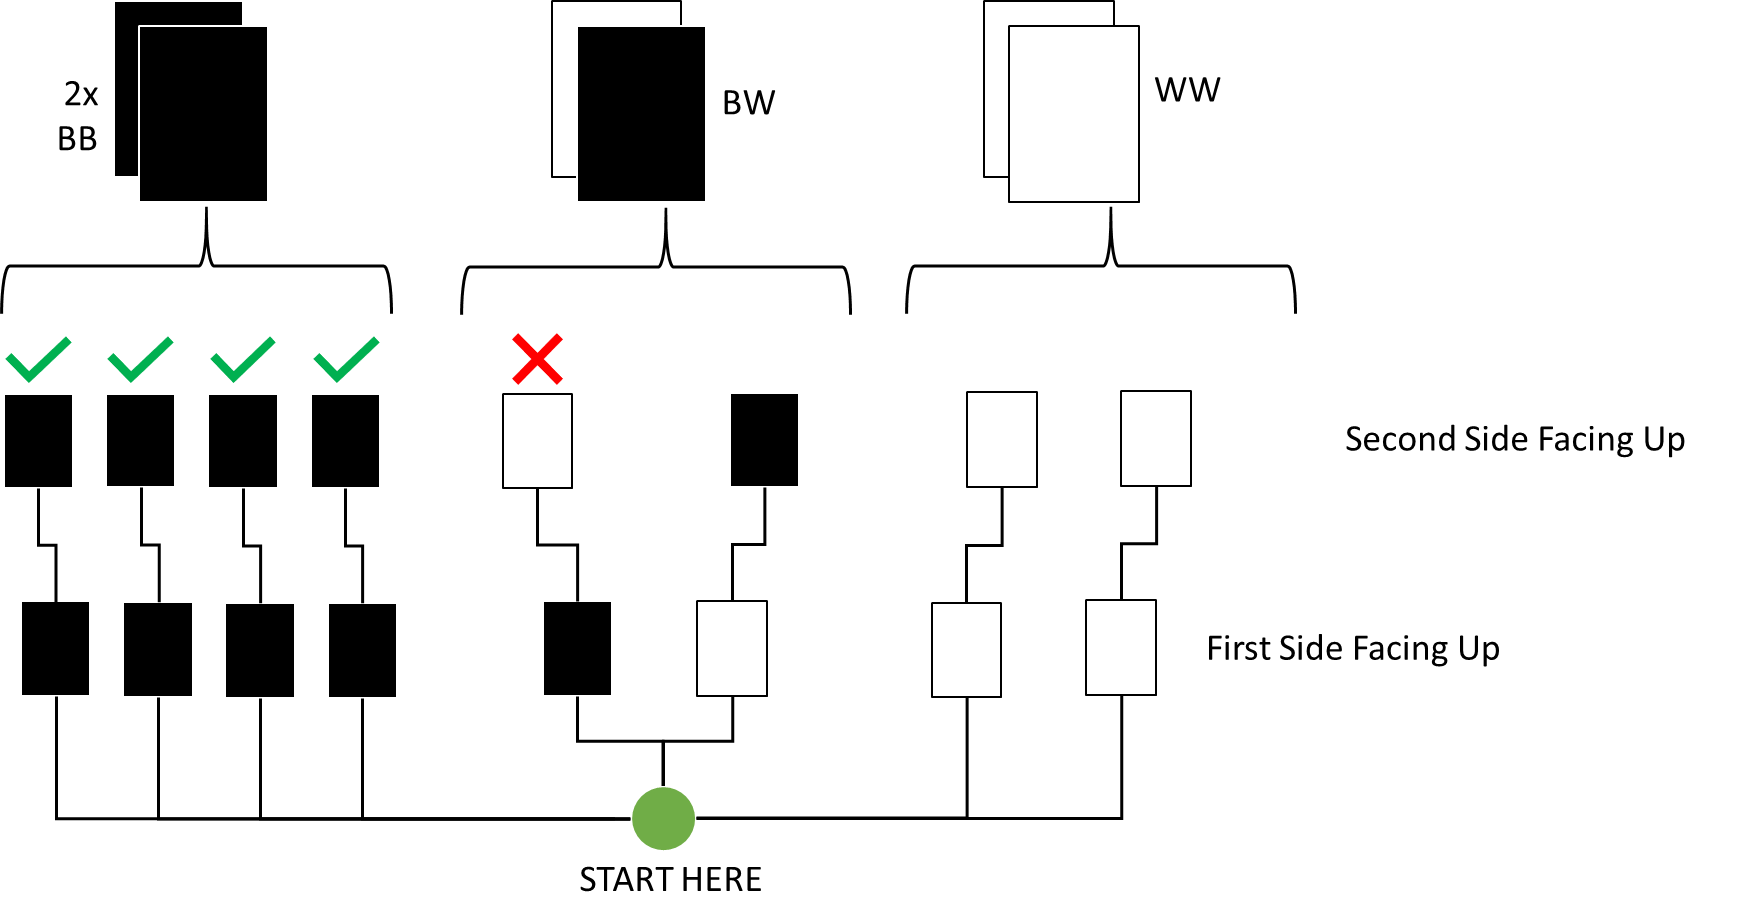 2x
BB
BW
WW
Second Side Facing Up
First Side Facing Up
START HERE